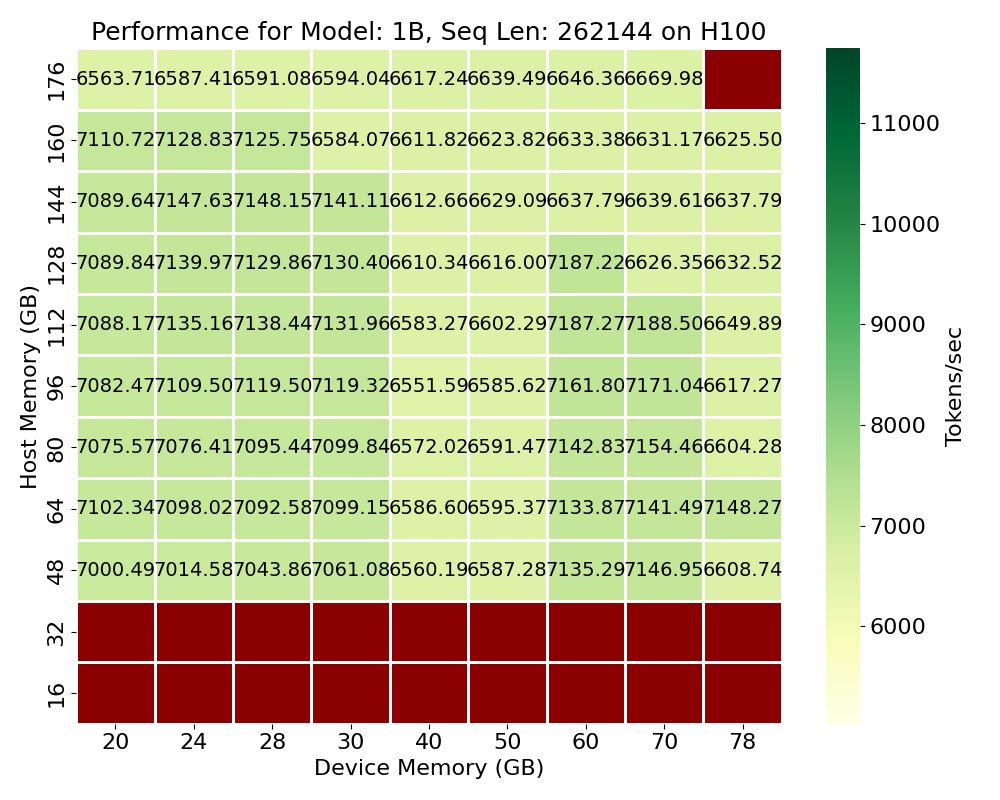 Performance for Model: 1B, Seq Len: 262144 on H100
Host Memory (GB)
176 6563.71 6587.41 6591.08 6594.04 6617.24 6639.49 6646.36 6669.98
160 7110.72 7128.83 7125.75 6584.07 6611.82 6623.82 6633.38 6631.17 6625.50
144 7089.64 7147.63 7148.15 7141.11 6612.66 6629.09 6637.79 6639.61 6637.79
128 7089.84 7139.97 7129.86 7130.40 6610.34 6616.00 7187.22 6626.35 6632.52
112 7088.17 7135.16 7138.44 7131.96 6583.27 6602.29 7187.27 7188.50 6649.89
96 7082.47 7109.50 7119.50 7119.32 6551.59 6585.62 7161.80 7171.04 6617.27
80 7075.57 7076.41 7095.44 7099.84 6572.02 6591.47 7142.83 7154.46 6604.28
64 7102.34 7098.02 7092.58 7099.15 6586.60 6595.37 7133.87 7141.49 7148.27
48 7000.49 7014.58 7043.86 7061.08 6560.19 6587.28 7135.29 7146.95 6608.74
32
16
20 24 28 30 40 50 60 70 78
Device Memory (GB)
11000
10000
9000
8000
7000
6000
Tokens/sec